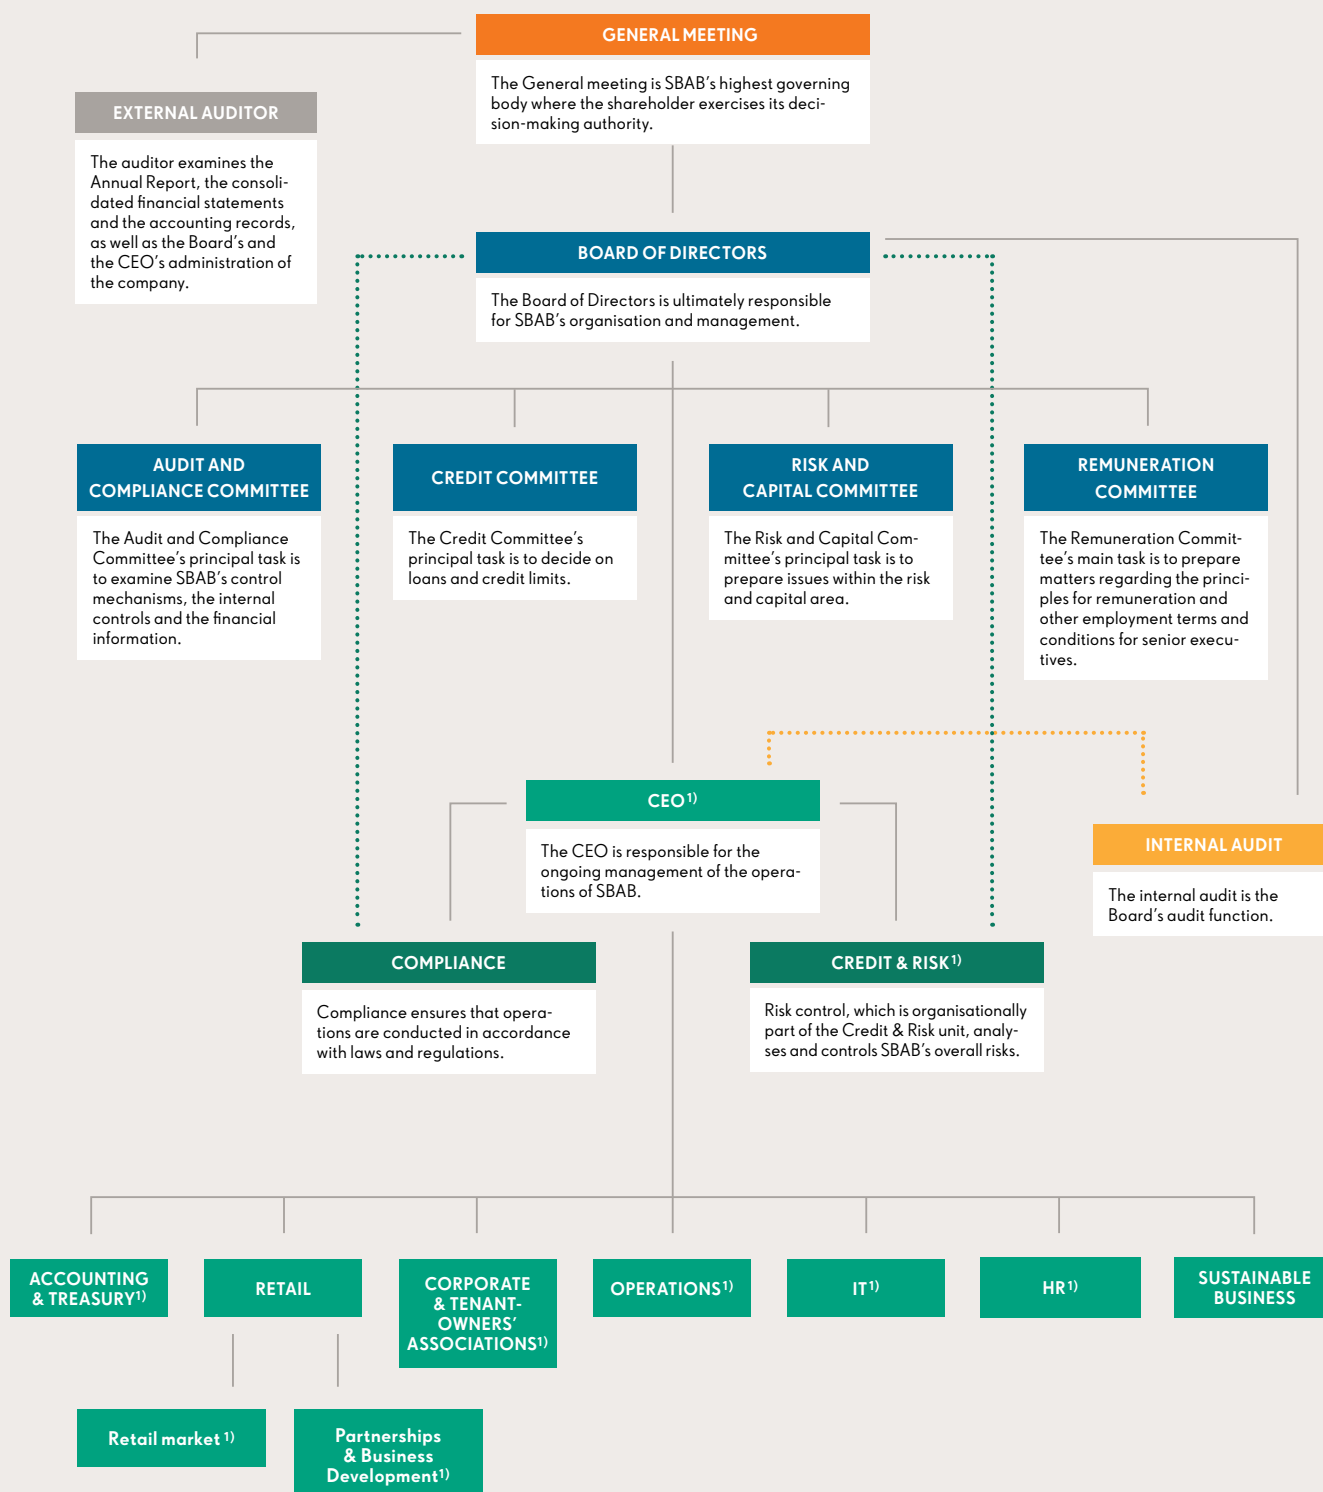 GENERAL MEETING
The General meeting is SBAB's highest governing
body where the shareholder exercises its deci-
sion-making authority.
EXTERNAL AUDITOR
The auditor examines the
Annual Report, the consoli-
dated financial statements
and the accounting records,
as well as the Board's and
the CEO's administration of
the company.
BOARD OF DIRECTORS
The Board of Directors is ultimately responsible
for SBAB's organisation and management.
AUDIT AND
COMPLIANCE COMMITTEE
The Audit and Compliance
Committee's principal task is
to examine SBAB's control
mechanisms, the internal
controls and the financial
information.
CREDIT COMMITTEE
The Credit Committee's
principal task is to decide on
loans and credit limits.
RISK AND
CAPITAL COMMITTEE
The Risk and Capital Com-
mittee's principal task is to
prepare issues within the risk
and capital area.
REMUNERATION
COMMITTEE
The Remuneration Commit-
tee's main task is to prepare
matters regarding the princi-
ples for remuneration and
other employment terms and
conditions for senior execu-
tives.
CEO 1)
The CEO is responsible for the
ongoing management of the opera-
tions of SBAB.
INTERNAL AUDIT
The internal audit is the
Board's audit function.
COMPLIANCE
Compliance ensures that opera-
tions are conducted in accordance
with laws and regulations.
CREDIT & RISK 1)
Risk control, which is organisationally
part of the Credit & Risk unit, analy-
ses and controls SBAB's overall risks.
ACCOUNTING
& TREASURY 1)
RETAIL
CORPORATE
& TENANT-
OWNERS'
ASSOCIATIONS 1)
OPERATIONS 1)
IT 1)
HR 1)
SUSTAINABLE
BUSINESS
Retail market 1)
Partnerships
& Business
Development 1)